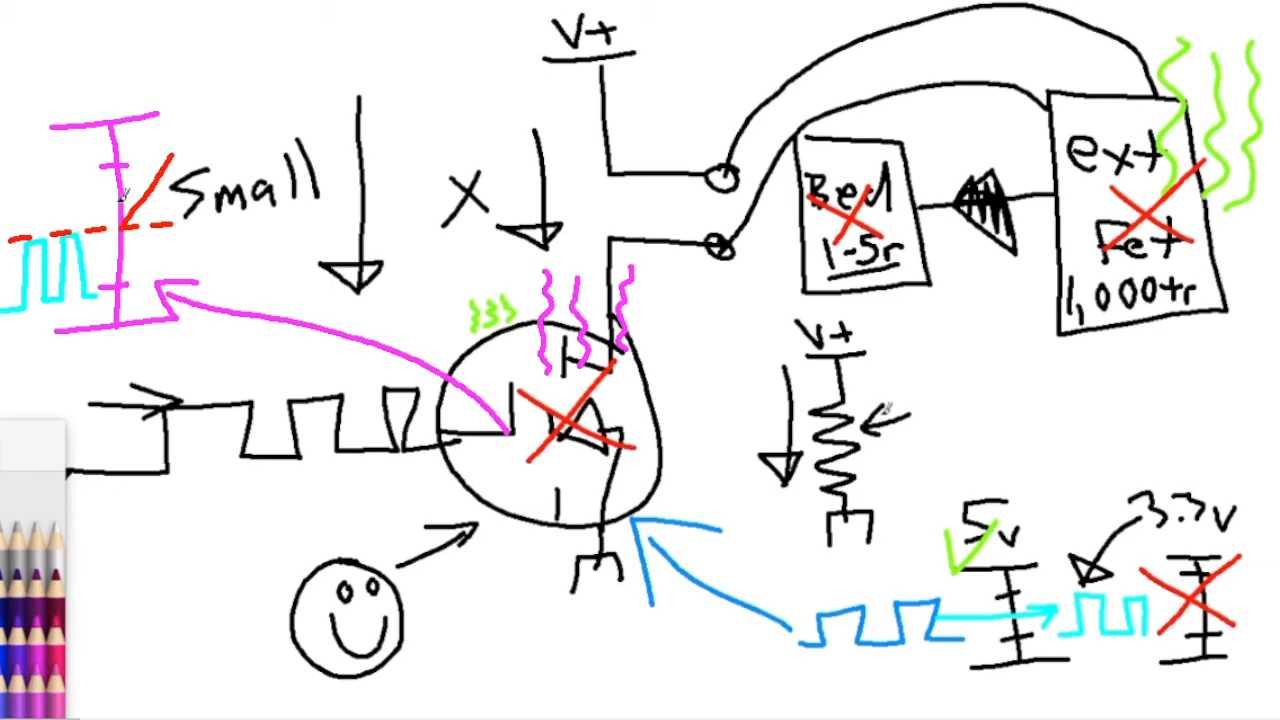 V+
Small
X
ext
Fet
1,000+r
Bed
1-5r
V+
5v
3.3v